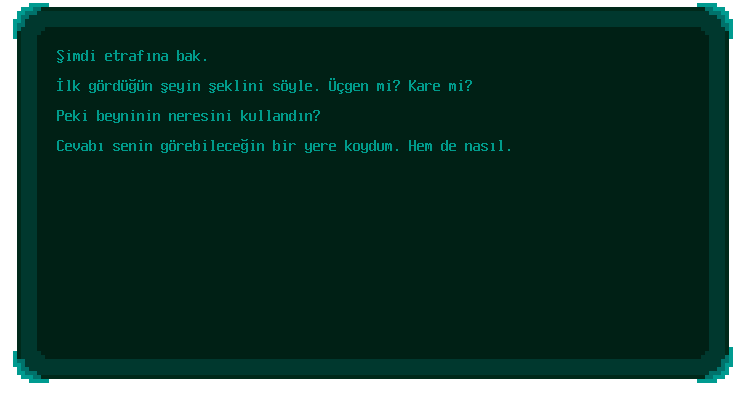 Şimdi etrafına bak.
İlk gördüğün şeyin şeklini söyle. Üçgen mi? Kare mi?
Peki beyninin neresini kullandın?
Cevabı senin görebileceğin bir yere koydum. Hem de nasıl.